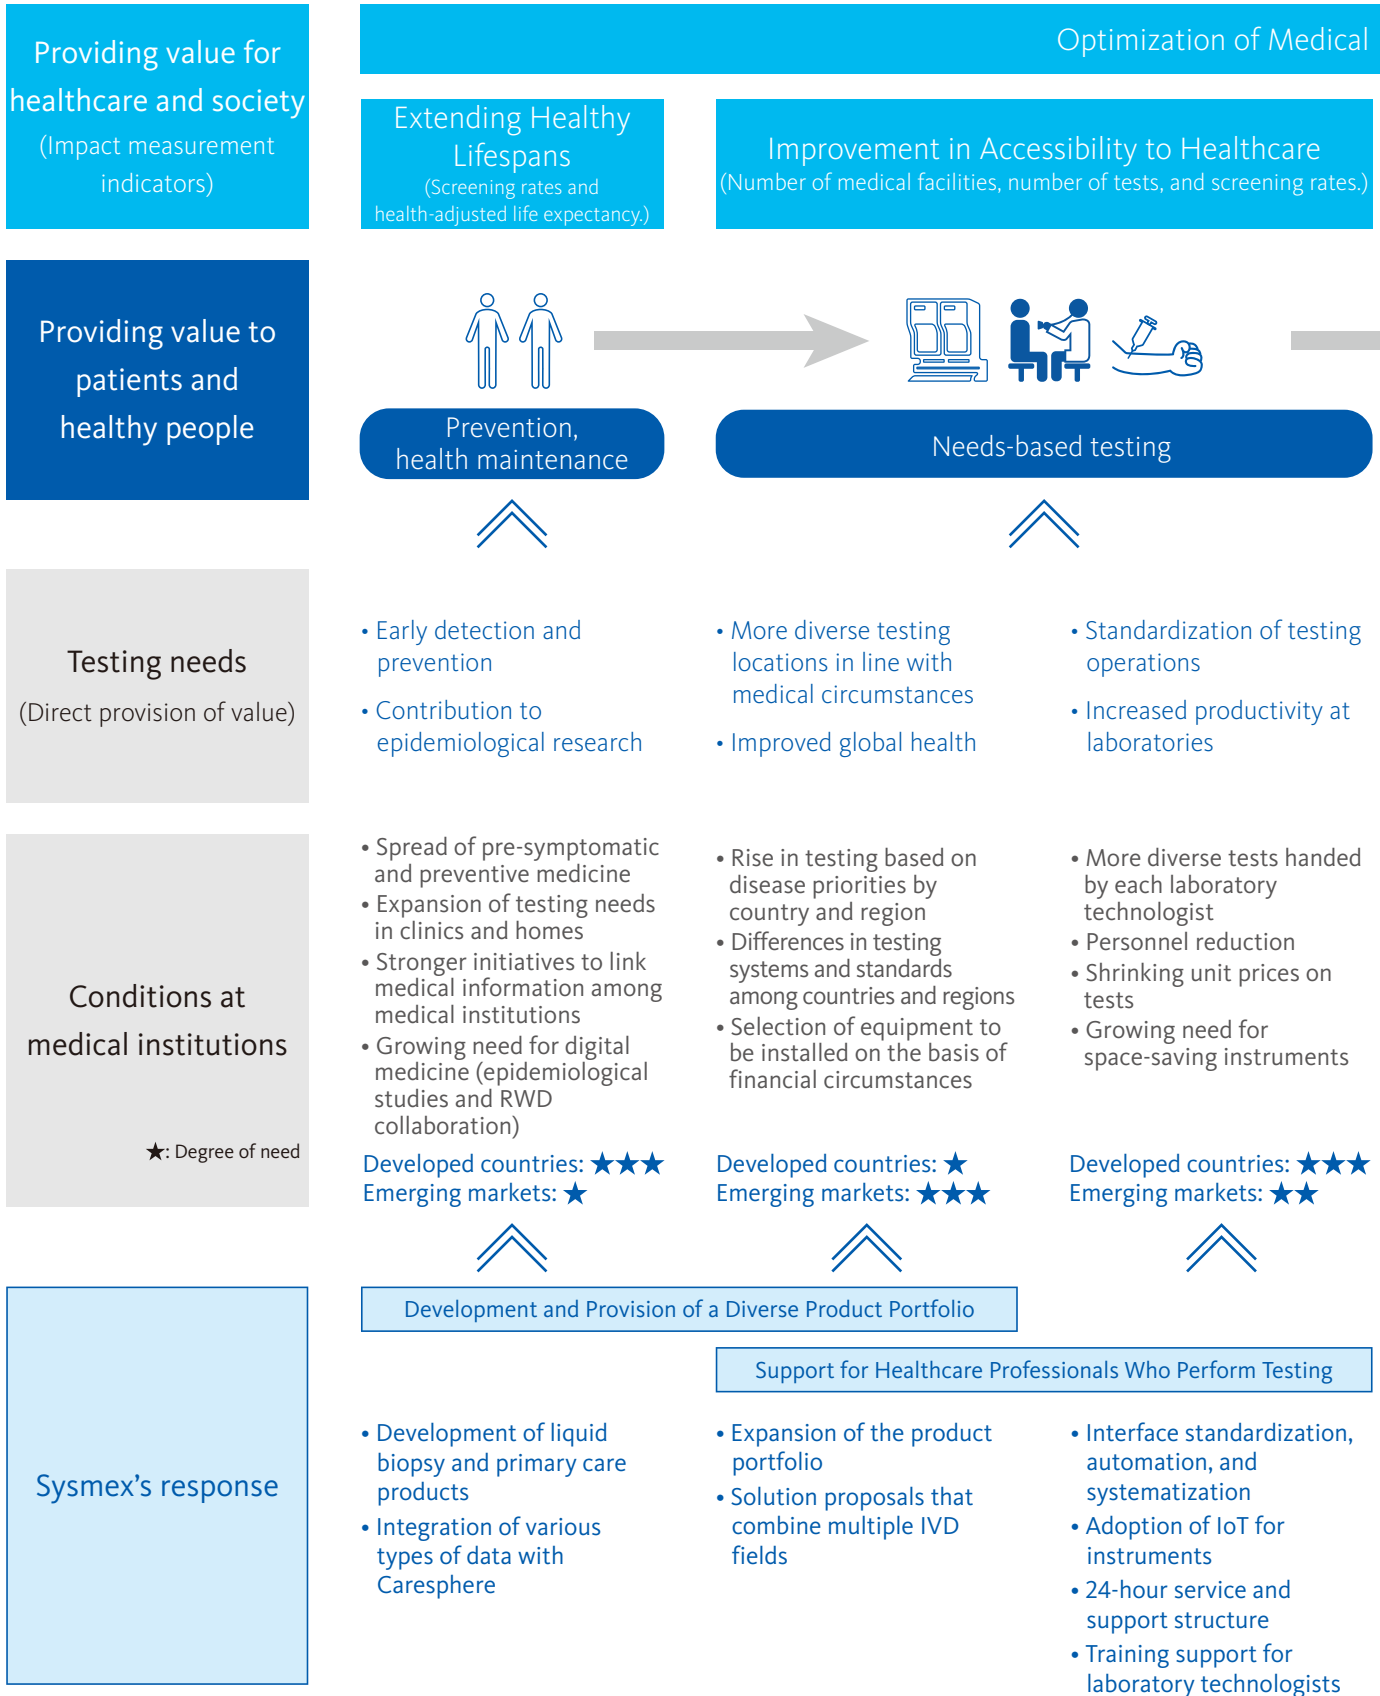 Providing value for
healthcare and society
(Impact measurement
indicators)
Optimization of Medical
Extending Healthy
Lifespans
(Screening rates and
health-adjusted life expectancy.)
Improvement in Accessibility to Healthcare
(Number of medical facilities, number of tests, and screening rates.)
Providing value to
patients and
healthy people
Prevention,
health maintenance
Needs-based testing
Testing needs
(Direct provision of value)
• Early detection and
prevention
• Contribution to
epidemiological research
• More diverse testing
locations in line with
medical circumstances
• Improved global health
• Standardization of testing
operations
• Increased productivity at
laboratories
Conditions at
medical institutions
★: Degree of need
• Spread of pre-symptomatic
and preventive medicine
• Expansion of testing needs
in clinics and homes
• Stronger initiatives to link
medical information among
medical institutions
• Growing need for digital
medicine (epidemiological
studies and RWD
collaboration)
Developed countries: ★★★
Emerging markets: ★
• Rise in testing based on
disease priorities by
country and region
• Differences in testing
systems and standards
among countries and regions
• Selection of equipment to
be installed on the basis of
financial circumstances
Developed countries: ★
Emerging markets: ★★★
• More diverse tests handed
by each laboratory
technologist
• Personnel reduction
• Shrinking unit prices on
tests
• Growing need for
space-saving instruments
Developed countries: ★★★
Emerging markets: ★★
Sysmex's response
Development and Provision of a Diverse Product Portfolio
Support for Healthcare Professionals Who Perform Testing
• Development of liquid
biopsy and primary care
products
• Integration of various
types of data with
Caresphere
• Expansion of the product
portfolio
• Solution proposals that
combine multiple IVD
fields
• Interface standardization,
automation, and
systematization
• Adoption of IoT for
instruments
• 24-hour service and
support structure
• Training support for
laboratory technologists